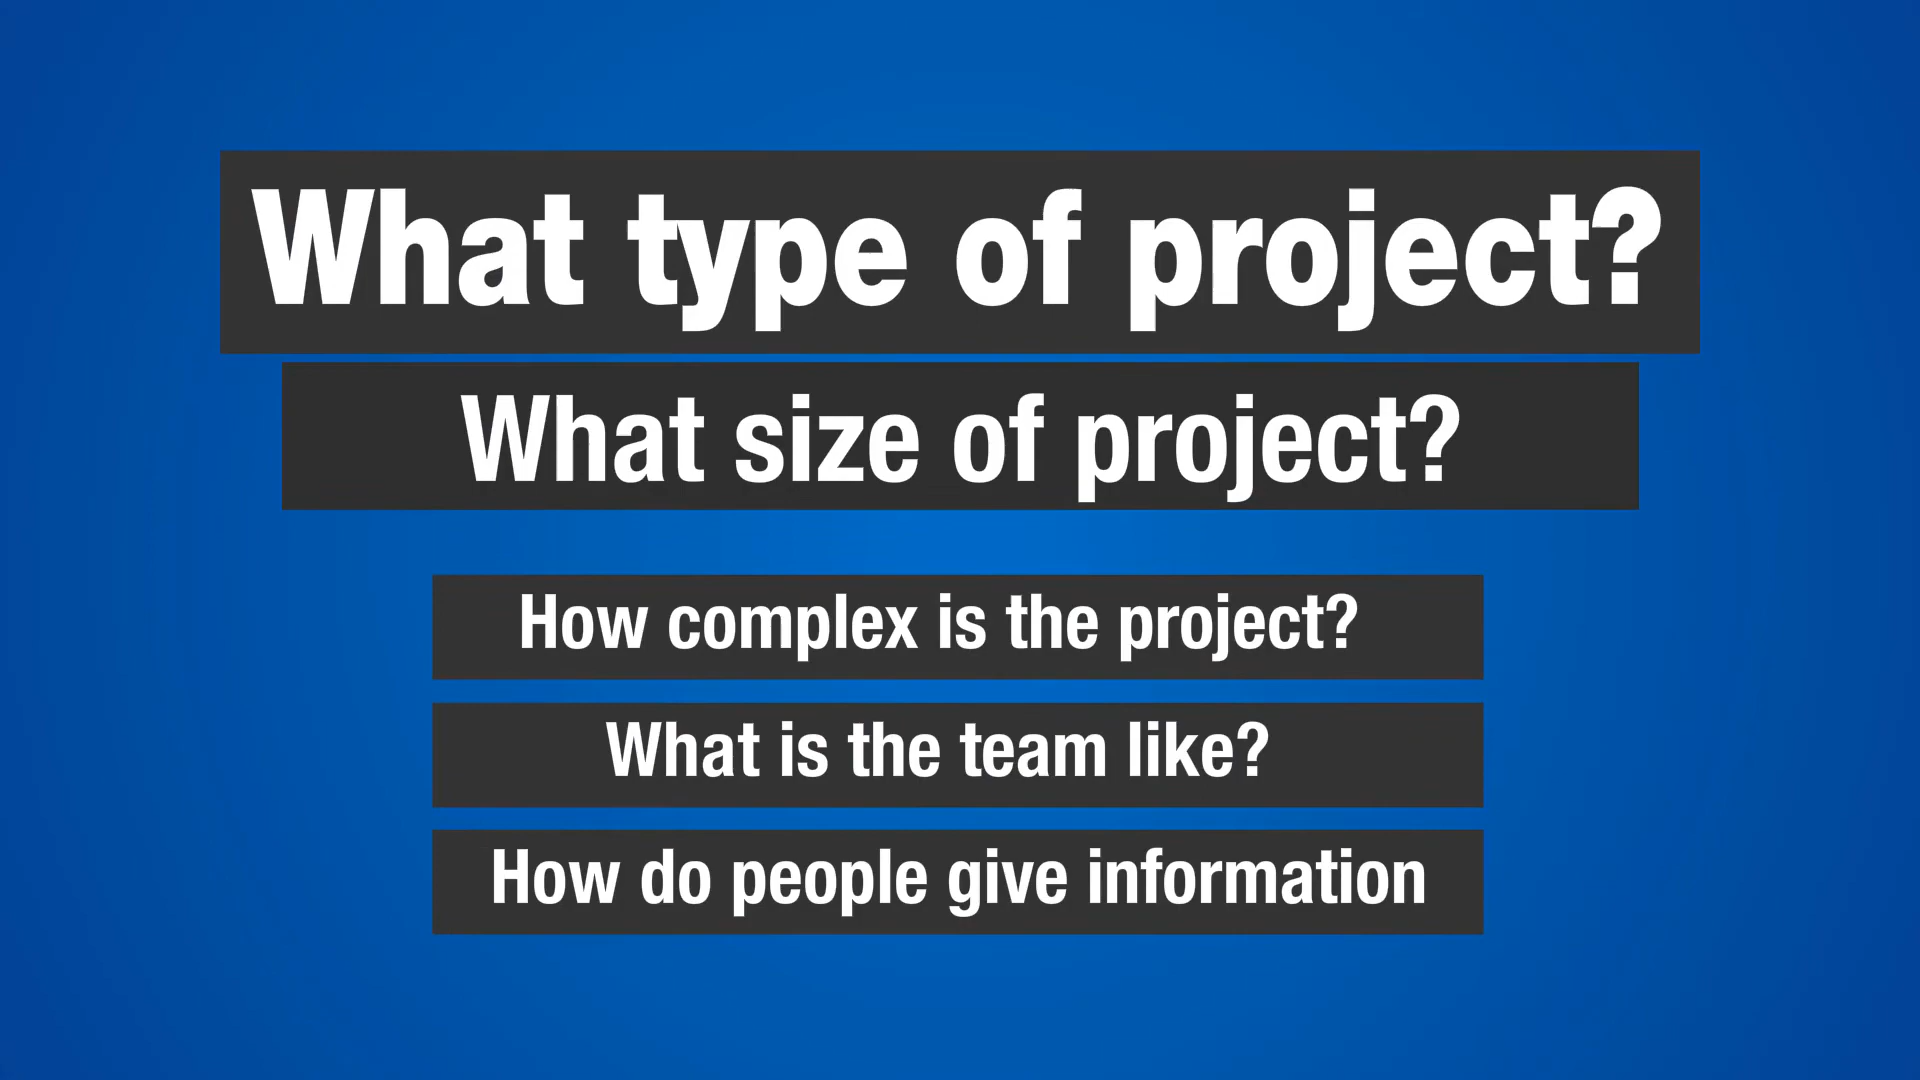 What type of project?
What size of project?
How complex is the project?
What is the team like?
How do people give information